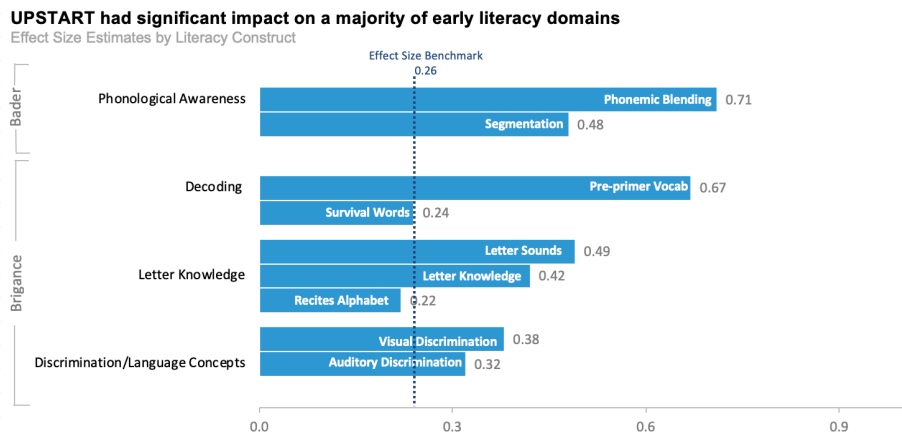 UPSTART had significant impact on a majority of early literacy domains
Effect Size Estimates by Literacy Construct
Effect Size Benchmark
0.26
Bader
Phonological Awareness
Phonemic Blending 0.71
Segmentation 0.48
Brigance
Decoding
Pre-primer Vocab 0.67
Survival Words 0.24
Letter Knowledge
Letter Sounds 0.49
Letter Knowledge 0.42
Recites Alphabet 0.22
Discrimination/Language Concepts
Visual Discrimination 0.38
Auditory Discrimination 0.32
0.0 0.3 0.6 0.9